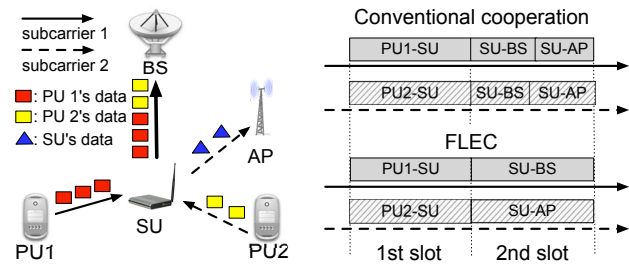 subcarrier 1
subcarrier 2
BS
: PU 1's data
: PU 2's data
: SU's data
AP
SU
PU1
PU2
Conventional cooperation
PU1-SU SU-BS SU-AP
PU2-SU SU-BS SU-AP
FLEC
PU1-SU SU-BS
PU2-SU SU-AP
1st slot 2nd slot